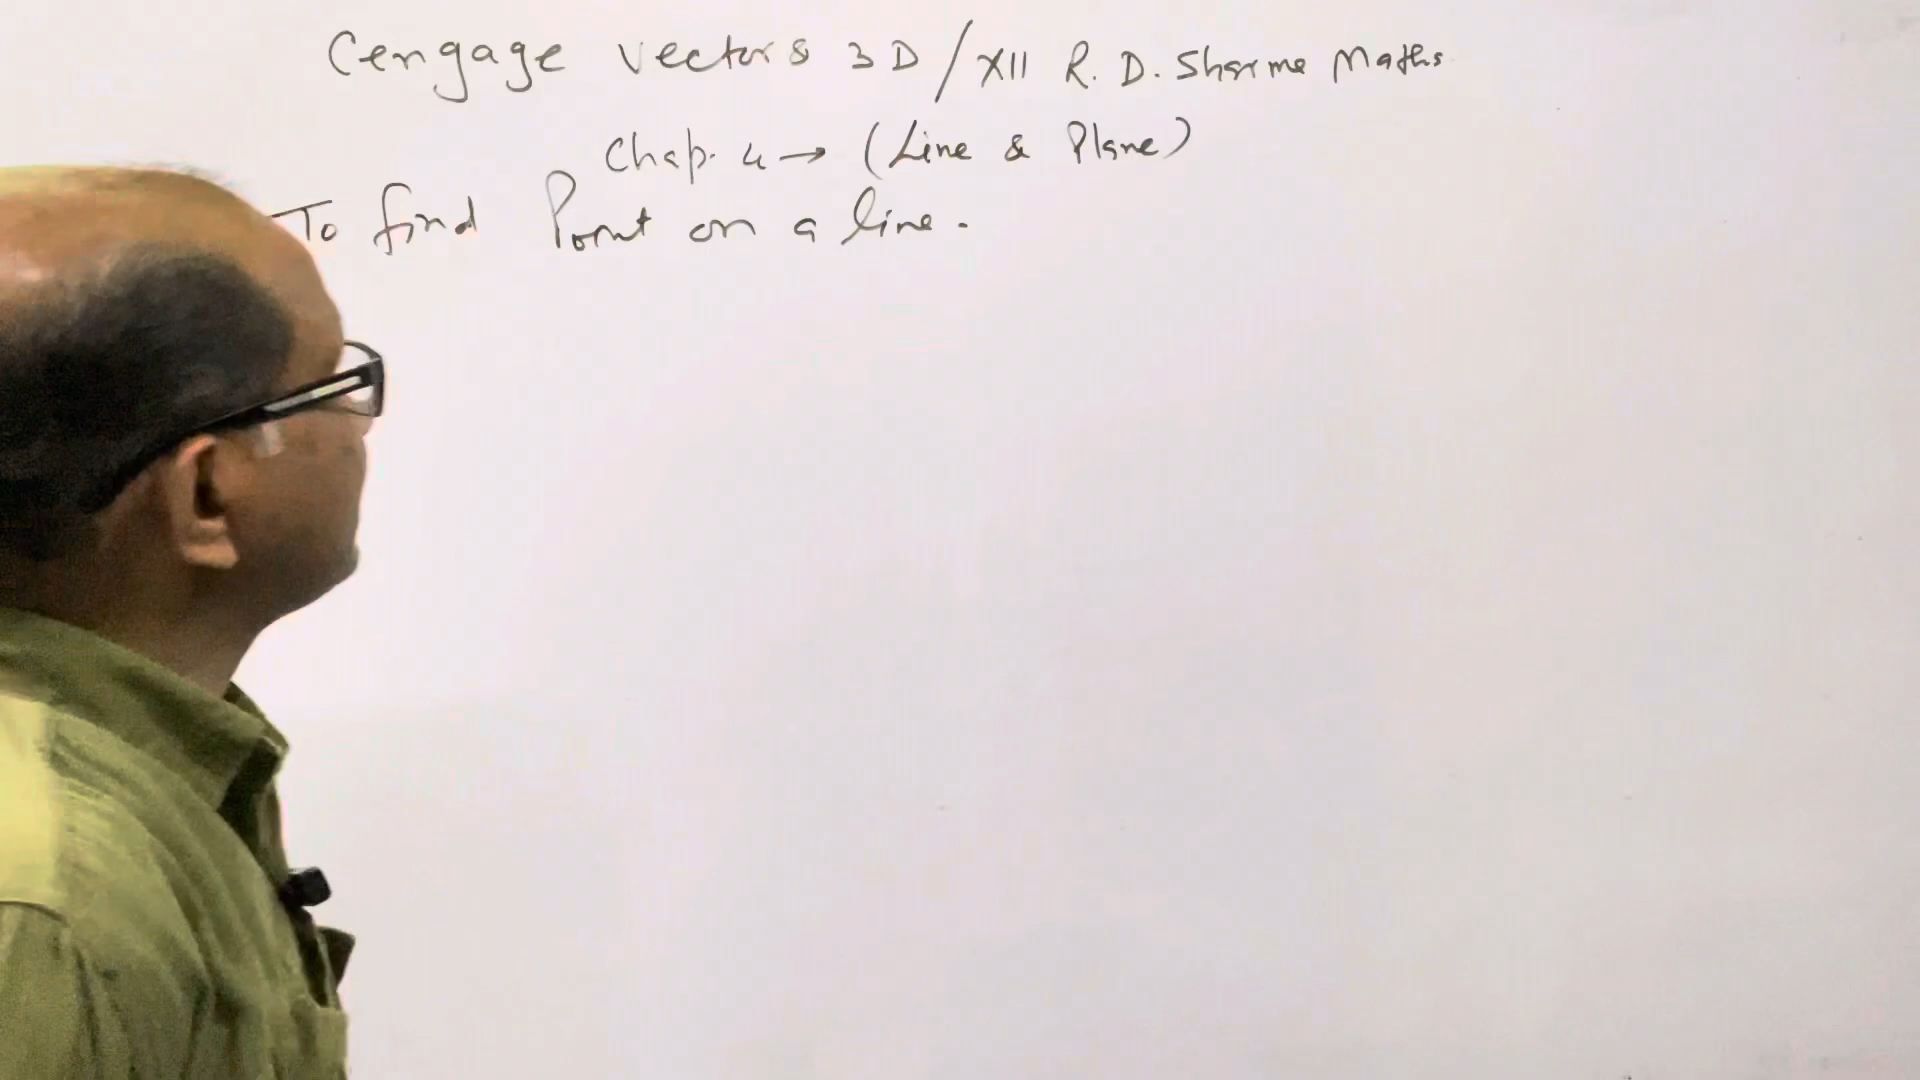 Cengage Vectors 3D / XII R. D. Sharma Maths
Chap. 4 → (Line & Plane)
To find Point on a line.